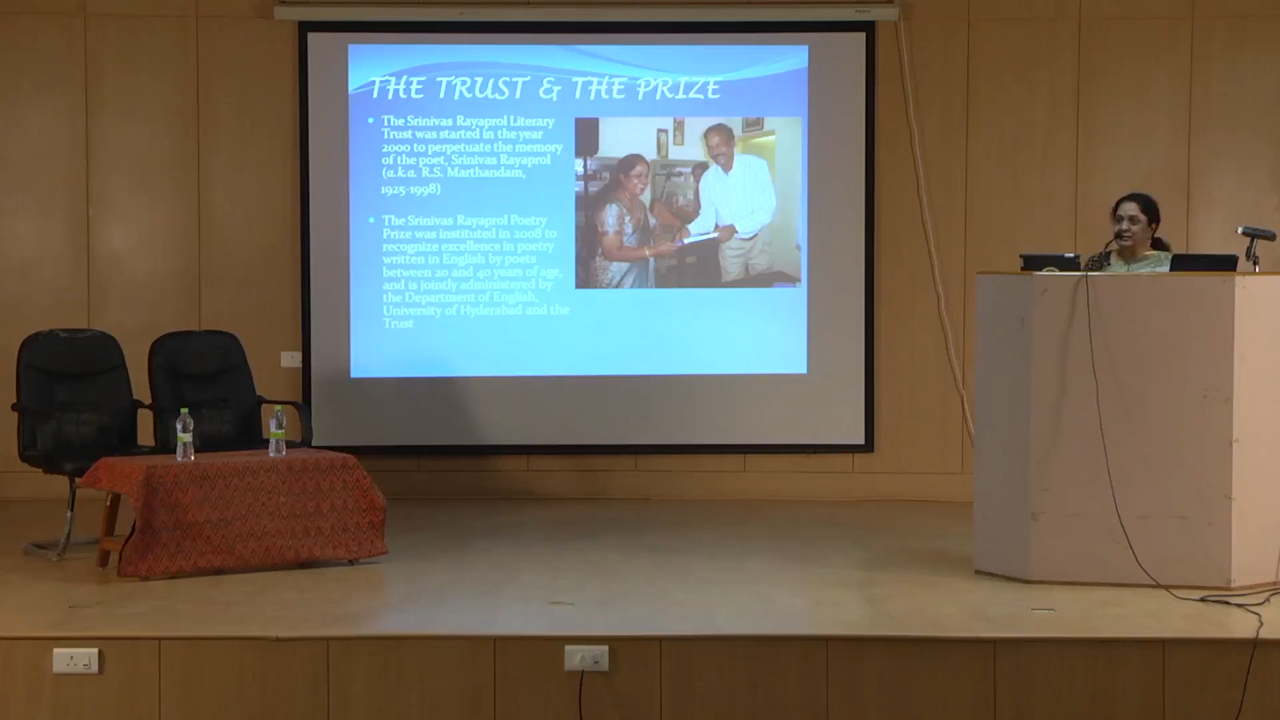 THE TRUST & THE PRIZE
The Srinivas Rayaprol Literary
Trust was started in the year
2000 to perpetuate the memory
of the poet, Srinivas Rayaprol
(a.k.a. R.S. Marthandam,
1925-1998)
The Srinivas Rayaprol Poetry
Prize was instituted in 2008 to
recognize excellence in poetry
written in English by poets
between 20 and 40 years of age,
and is jointly administered by
the Department of English,
University of Hyderabad and the
Trust